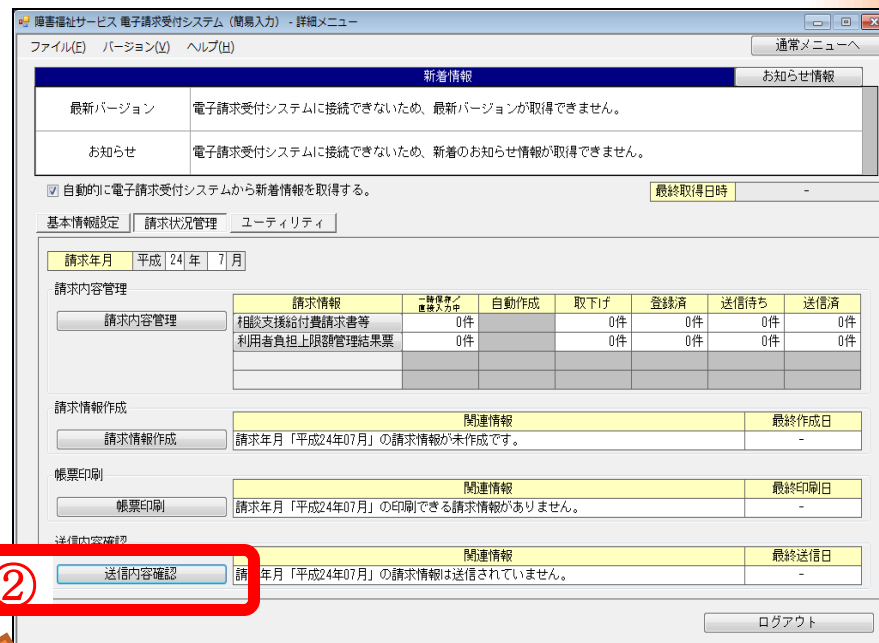 障害福祉サービス 電子請求受付システム（簡易入力） - 詳細メニュー
ファイル(F) バージョン(V) ヘルプ(H) 通常メニューへ
新着情報 お知らせ情報
最新バージョン 電子請求受付システムに接続できないため、最新バージョンが取得できません。
お知らせ 電子請求受付システムに接続できないため、新着のお知らせ情報が取得できません。
自動的に電子請求受付システムから新着情報を取得する。 最終取得日時 -
基本情報設定 請求状況管理 ユーティリティ
請求年月 平成 24 年 7 月
請求内容管理
請求情報 一時保存／直接入力中 自動作成 取下げ 登録済 送信待ち 送信済
請求内容管理 相談支援給付費請求書等 0件 0件 0件 0件 0件
利用者負担上限額管理結果票 0件 0件 0件 0件 0件
請求情報作成
関連情報 最終作成日
請求情報作成 請求年月「平成24年07月」の請求情報が未作成です。 -
帳票印刷
関連情報 最終印刷日
帳票印刷 請求年月「平成24年07月」の印刷できる請求情報がありません。 -
送信内容確認
関連情報 最終送信日
② 送信内容確認 請求年月「平成24年07月」の請求情報は送信されていません。 -
ログアウト